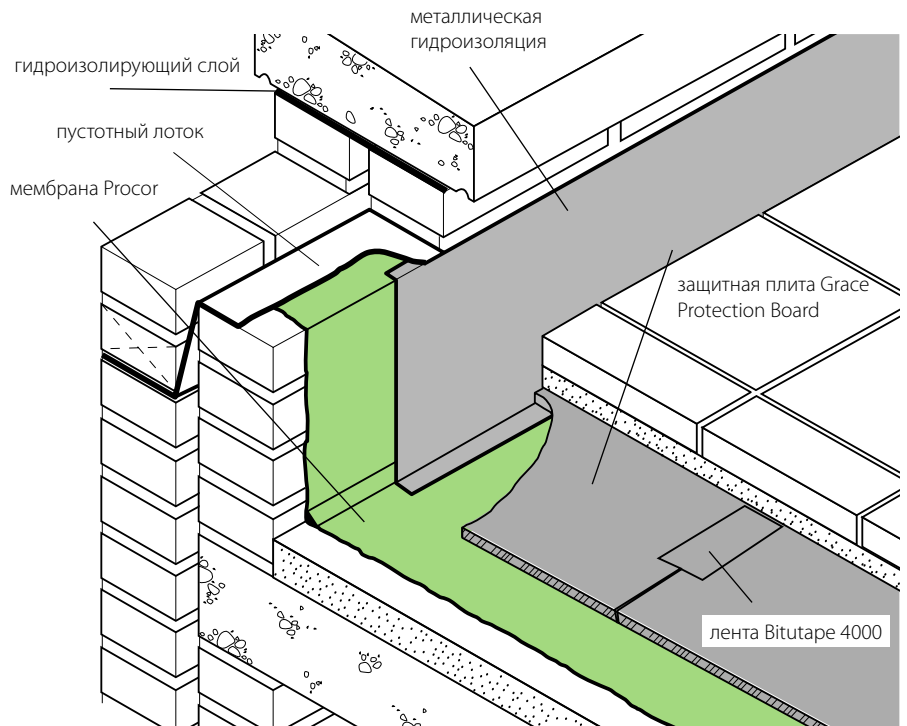 металлическая
гидроизоляция
гидроизолирующий слой
пустотный лоток
мембрана Procor
защитная плита Grace
Protection Board
лента Bitutape 4000